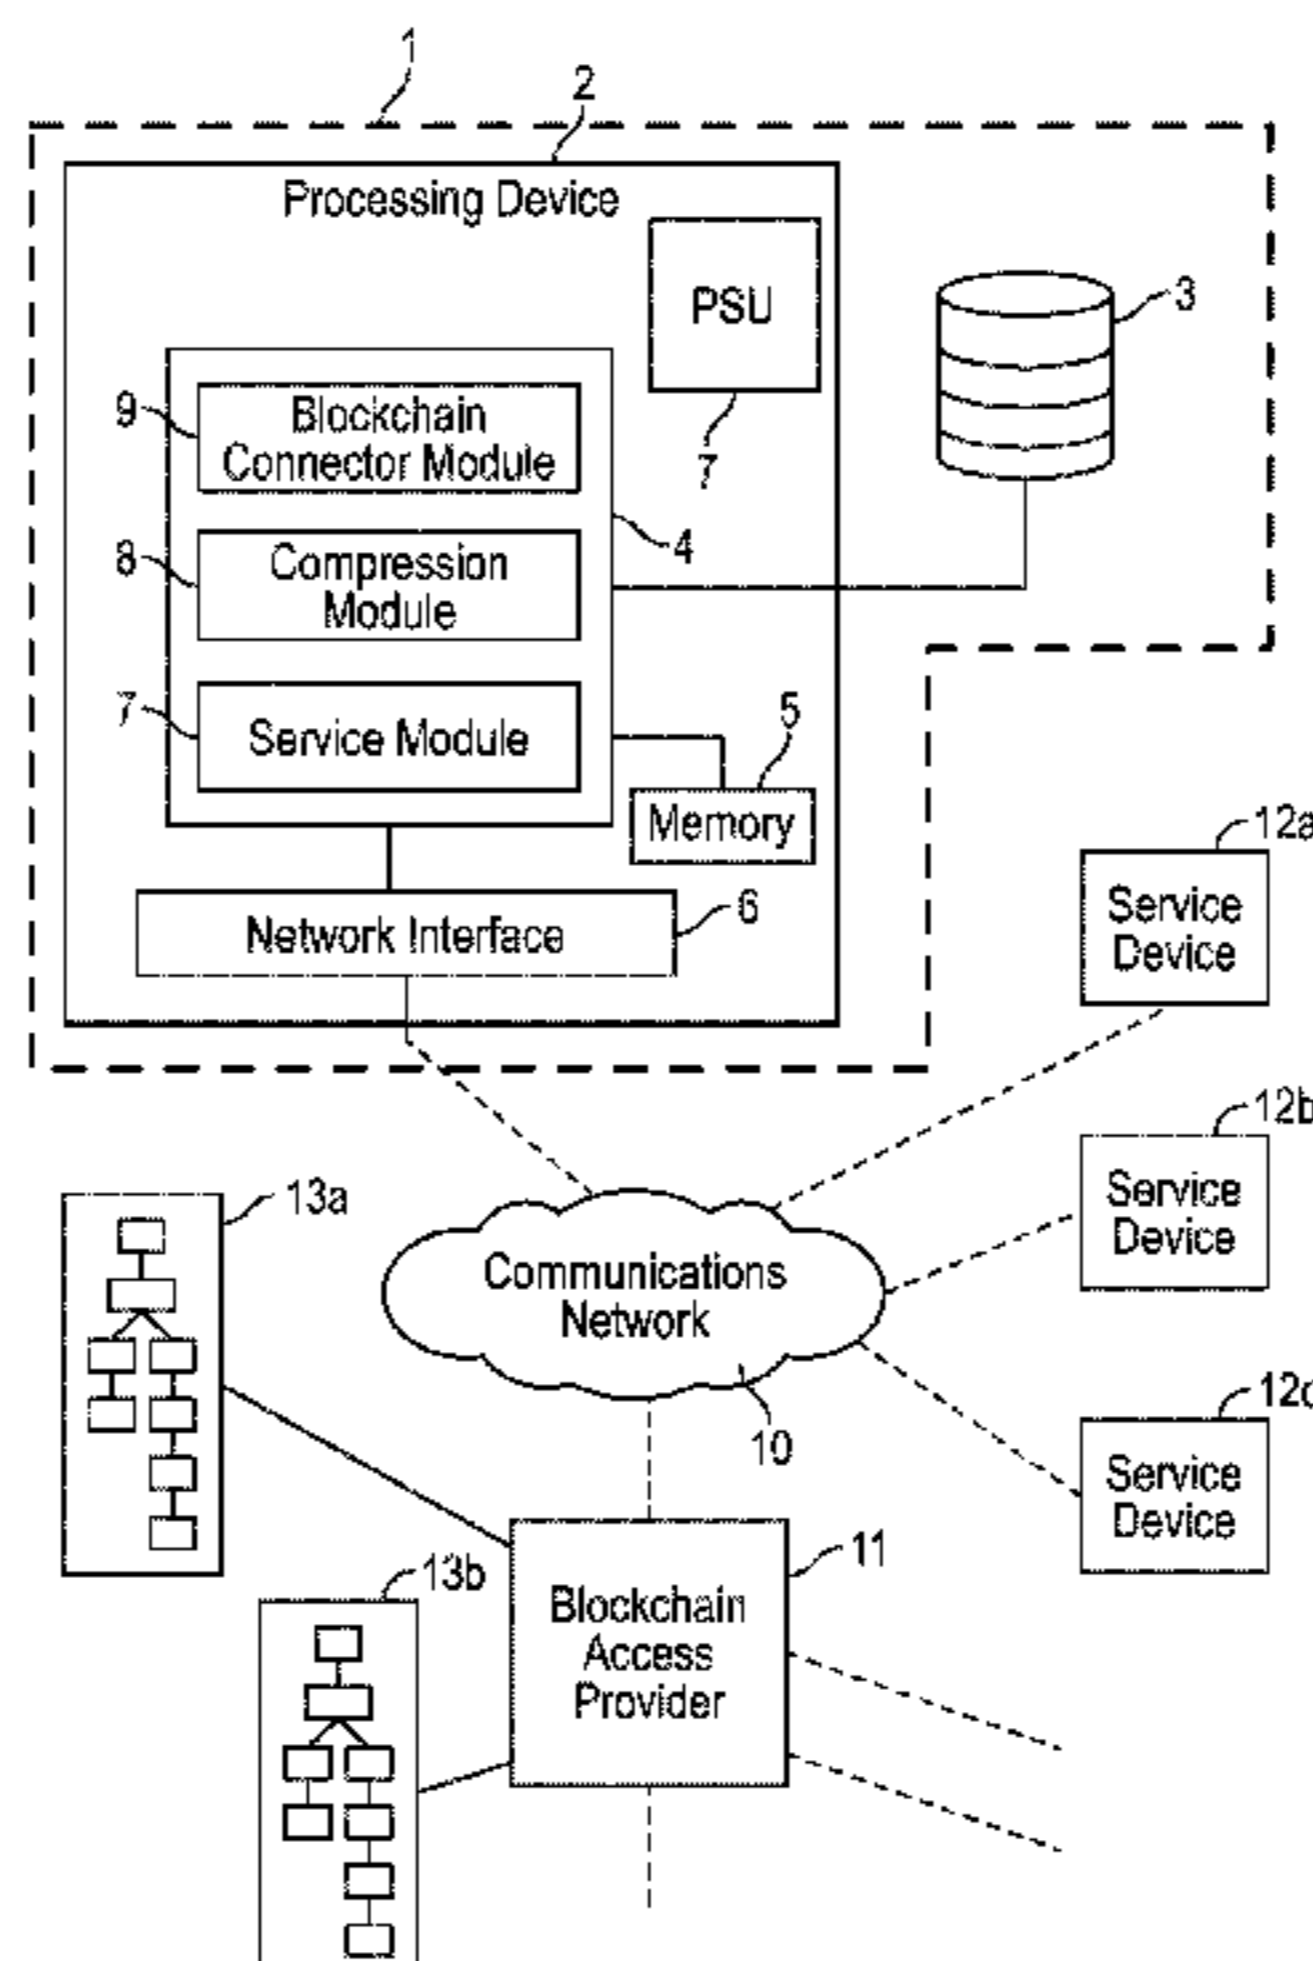 1
2
Processing Device
PSU
7
3
9
Blockchain
Connector Module
4
8
Compression
Module
7
Service Module
5
Memory
6
Network Interface
12a
Service
Device
12b
Service
Device
13a
Communications
Network
10
12c
Service
Device
11
13b
Blockchain
Access
Provider